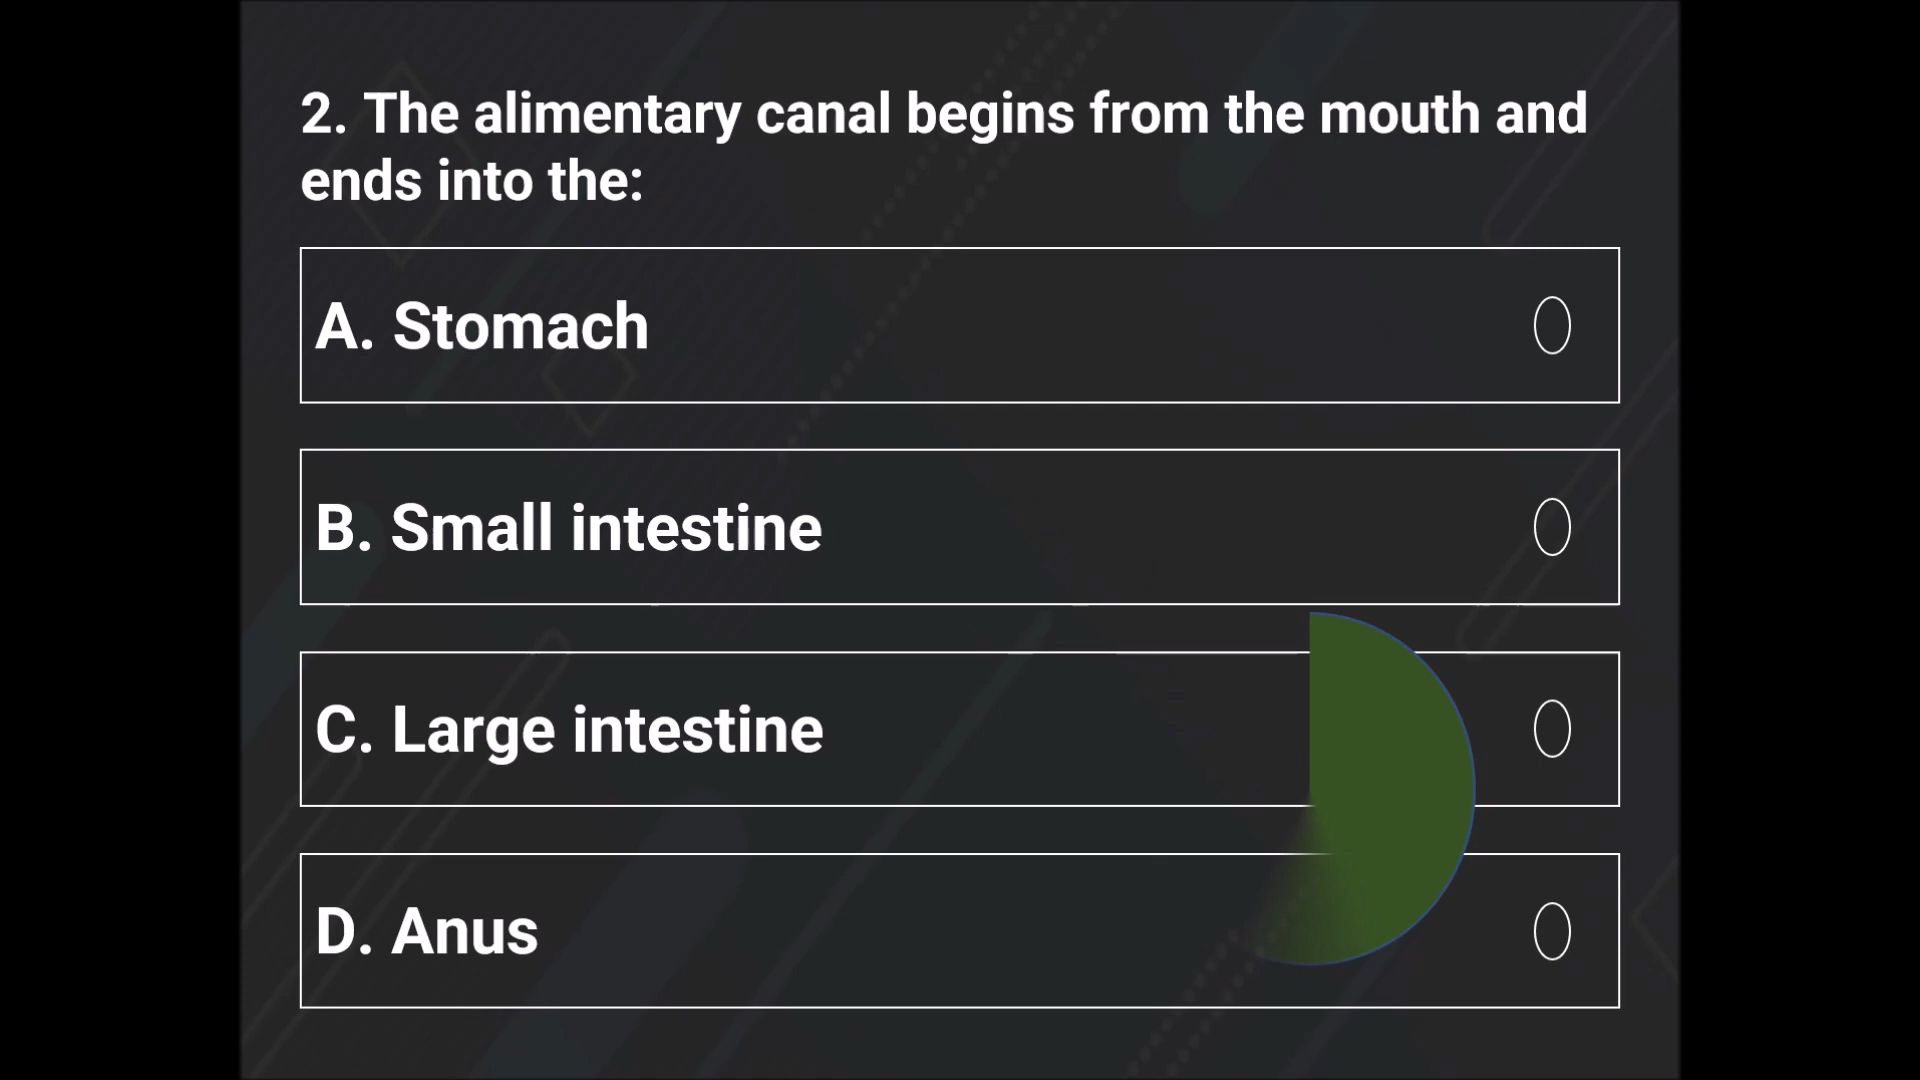 2. The alimentary canal begins from the mouth and
ends into the:
A. Stomach
B. Small intestine
C. Large intestine
D. Anus